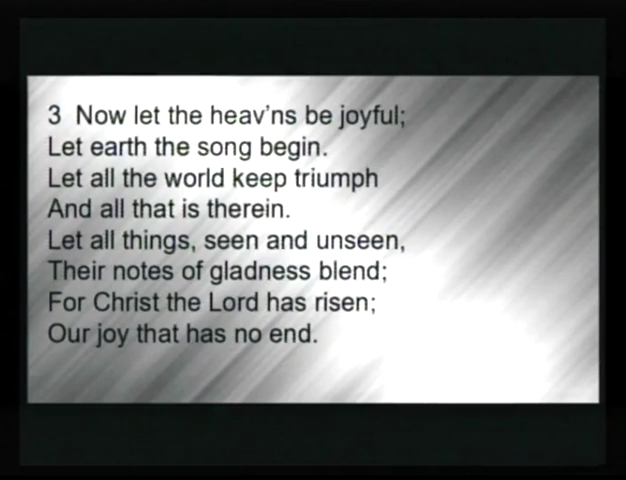 3 Now let the heav'ns be joyful;
Let earth the song begin.
Let all the world keep triumph
And all that is therein.
Let all things, seen and unseen,
Their notes of gladness blend;
For Christ the Lord has risen;
Our joy that has no end.